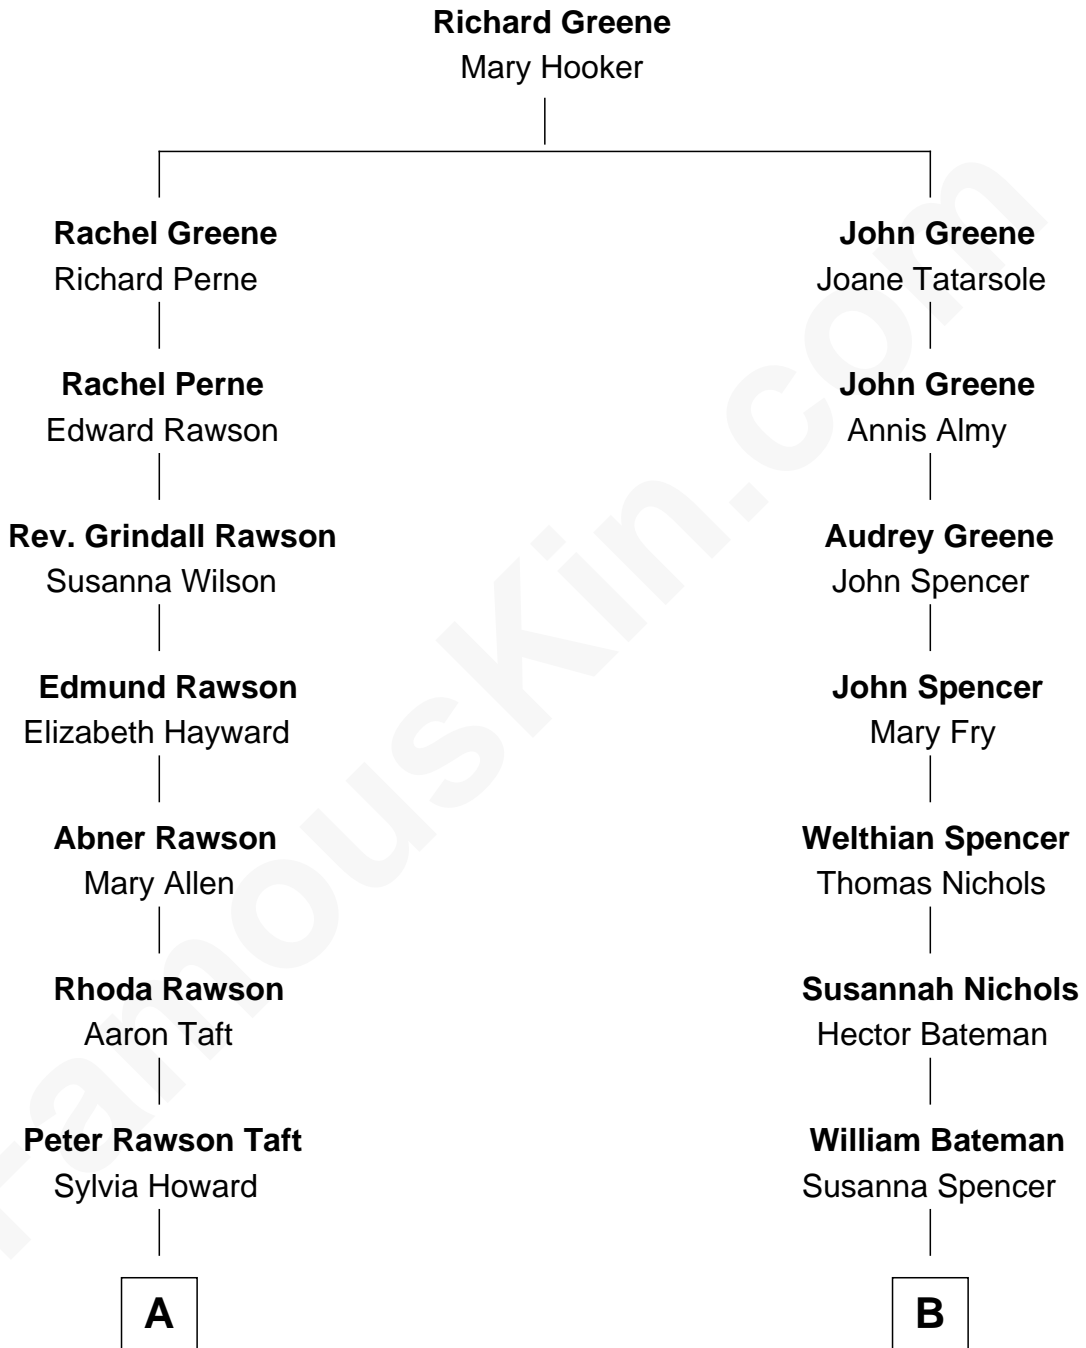 Richard Greene
Mary Hooker
Rachel Greene
Richard Perne
John Greene
Joane Tatarsole
Rachel Perne
Edward Rawson
John Greene
Annis Almy
Rev. Grindall Rawson
Susanna Wilson
Audrey Greene
John Spencer
Edmund Rawson
Elizabeth Hayward
John Spencer
Mary Fry
Abner Rawson
Mary Allen
Welthian Spencer
Thomas Nichols
Rhoda Rawson
Aaron Taft
Susannah Nichols
Hector Bateman
Peter Rawson Taft
Sylvia Howard
William Bateman
Susanna Spencer
A
B
FamousKin.com